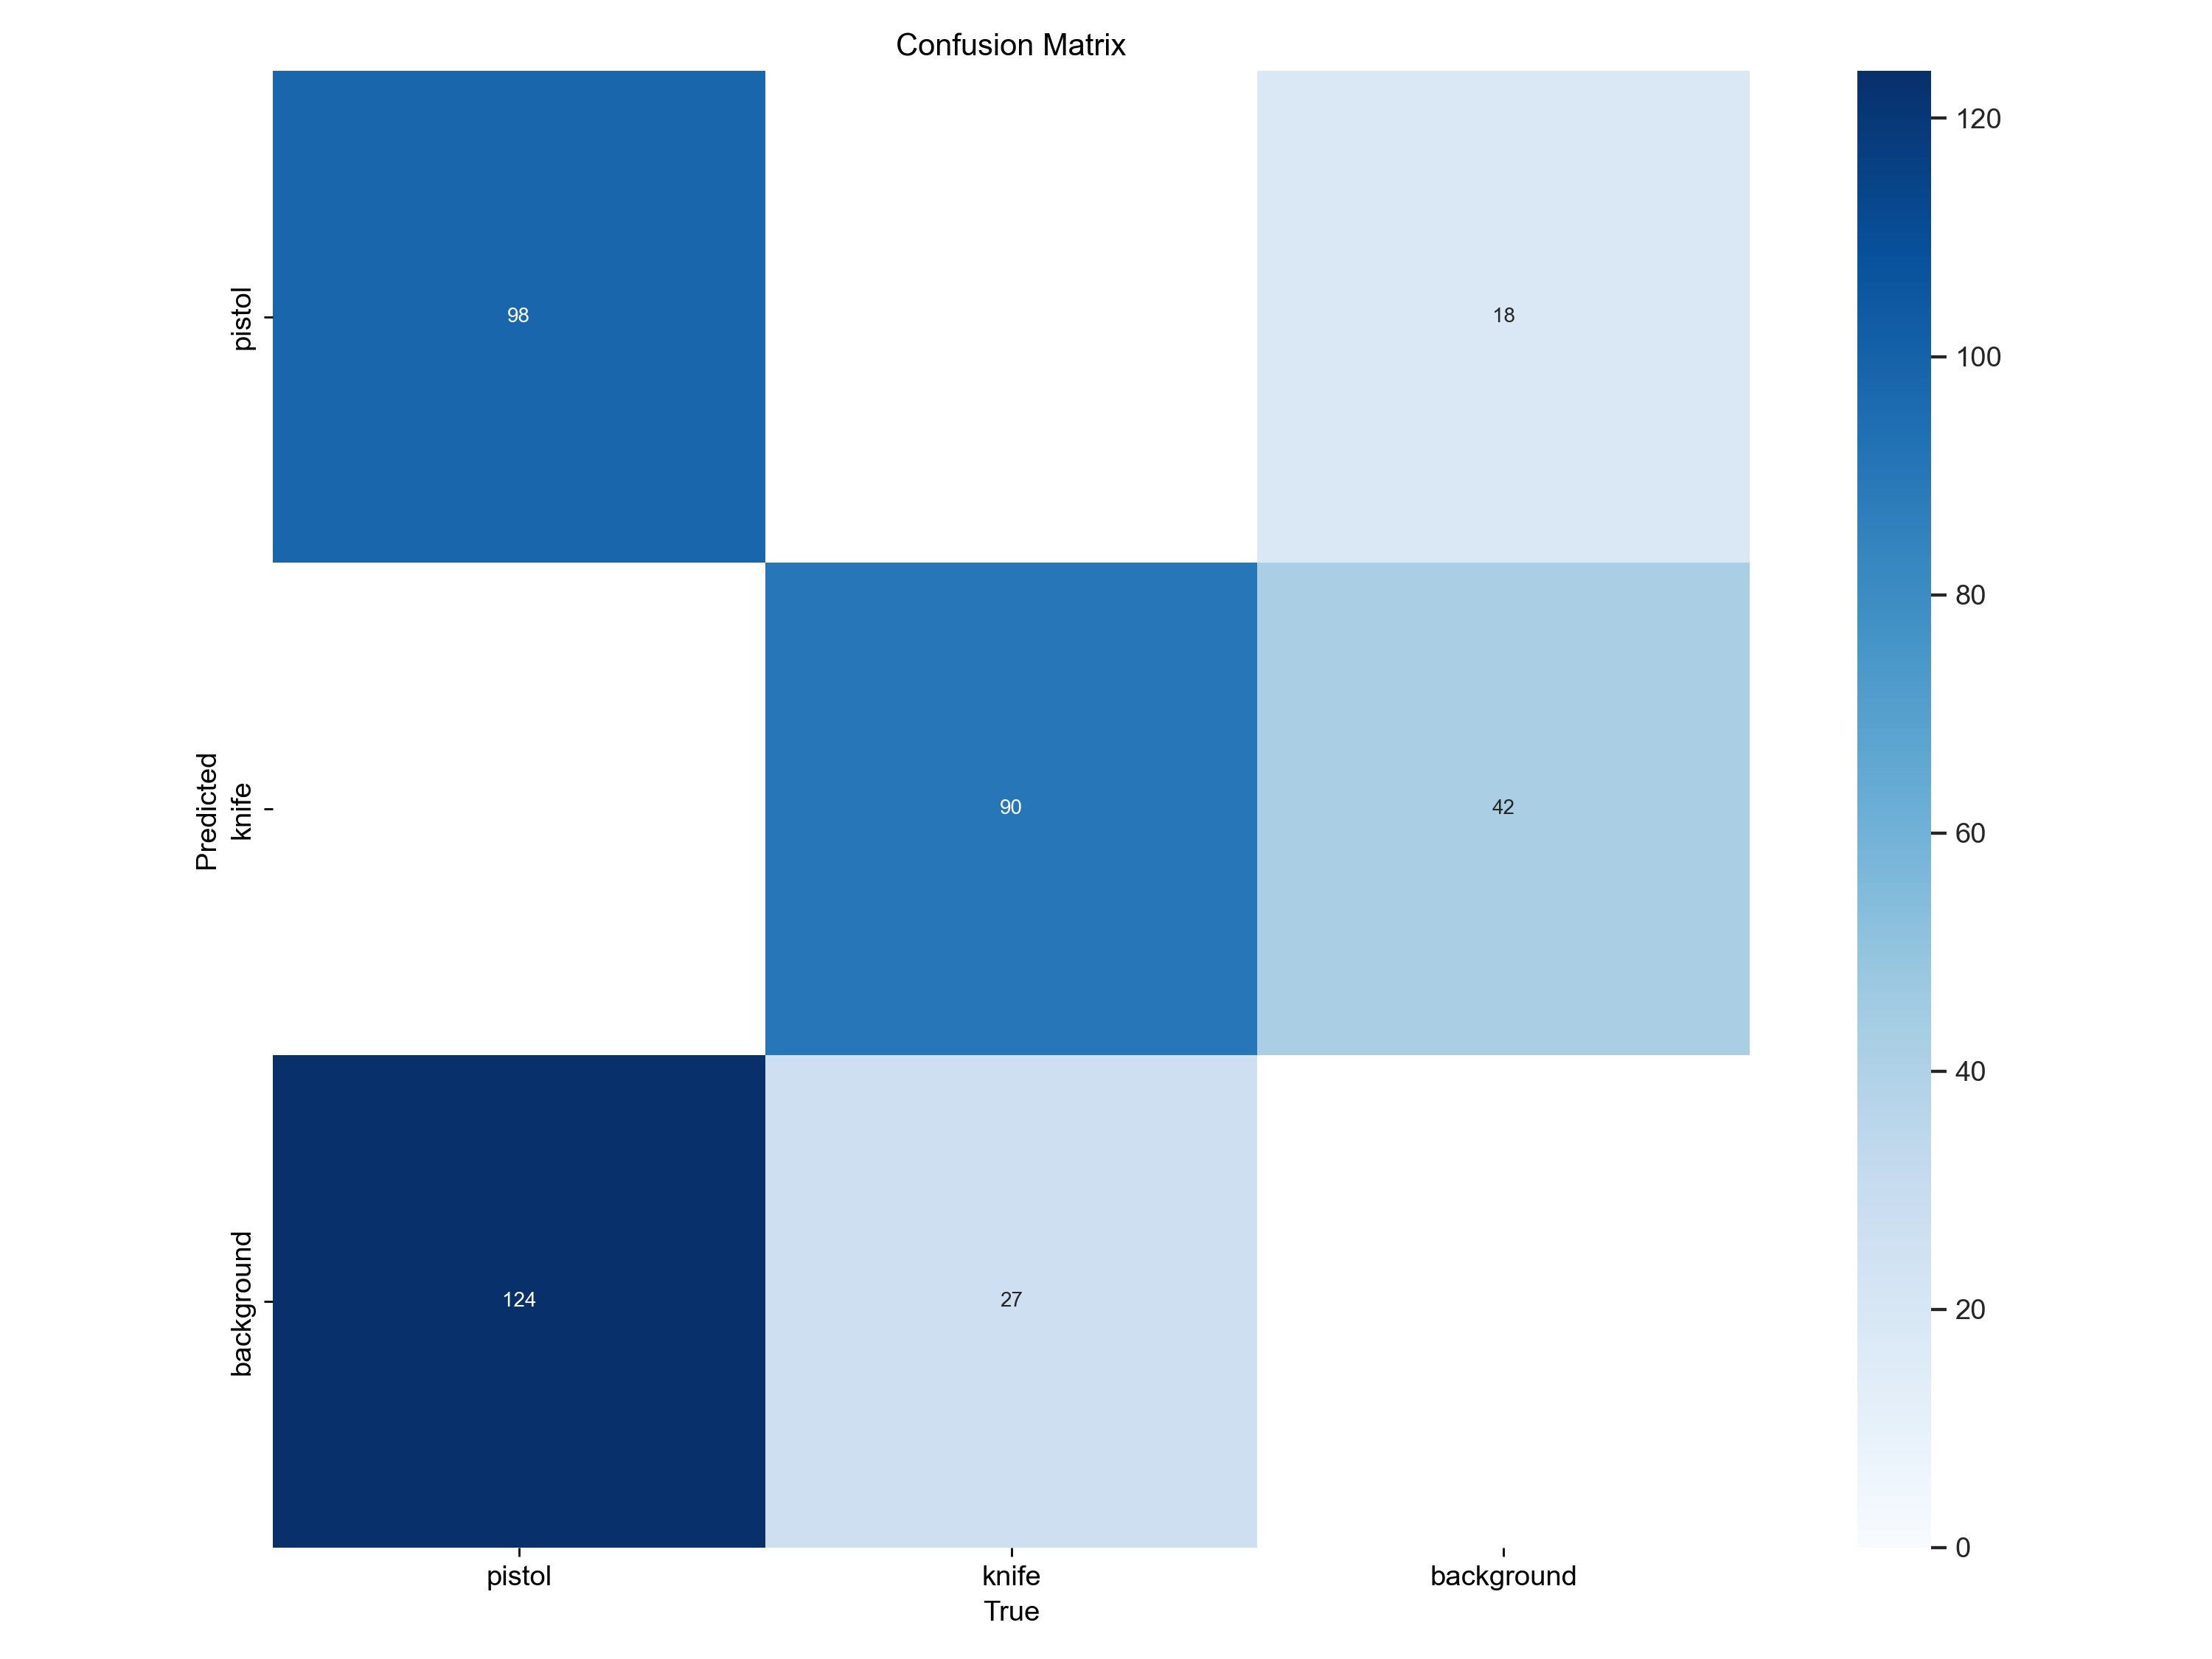 Confusion Matrix
pistol
98
18
120
100
Predicted
knife
90
42
80
60
40
background
124
27
20
0
pistol
knife
background
True